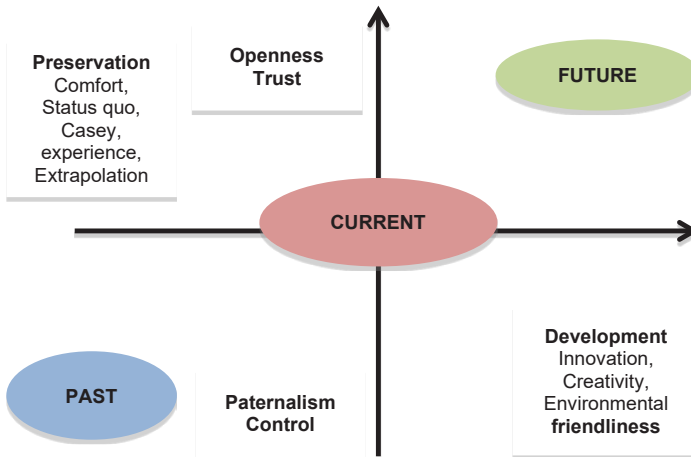 Preservation
Comfort,
Status quo,
Casey,
experience,
Extrapolation
Openness
Trust
FUTURE
CURRENT
PAST
Paternalism
Control
Development
Innovation,
Creativity,
Environmental
friendliness